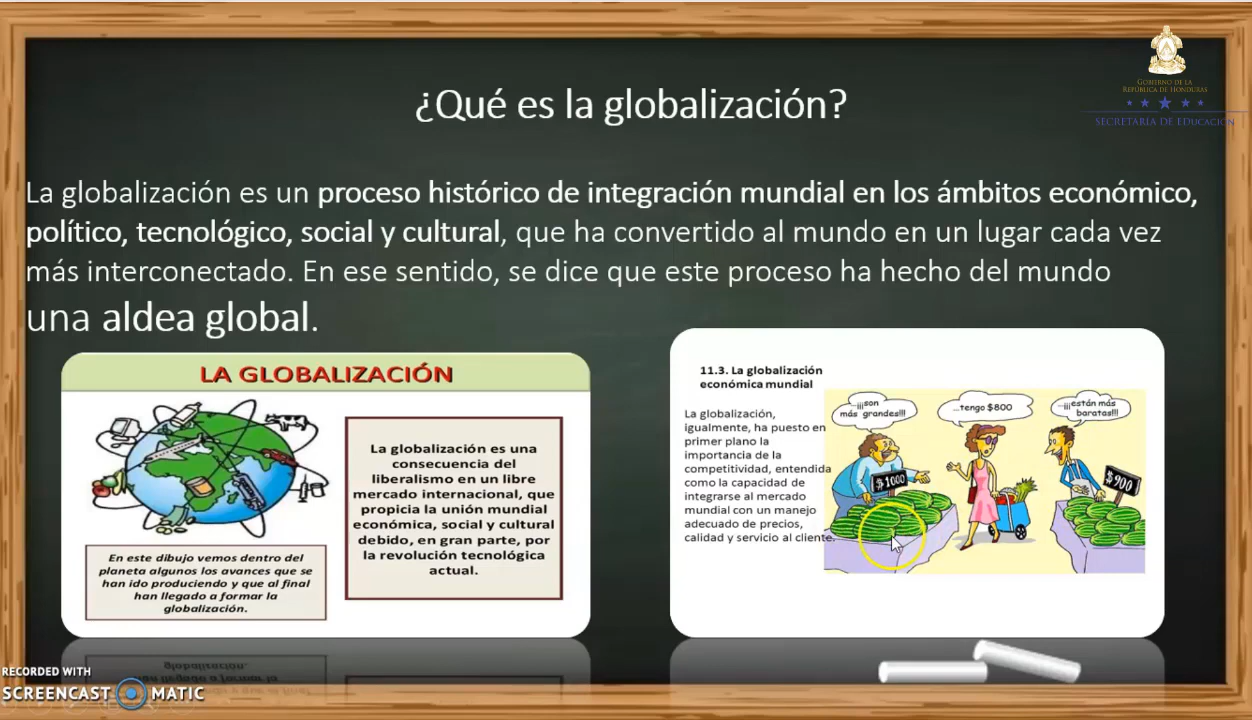 GOBIERNO DE LA
REPÚBLICA DE HONDURAS
SECRETARÍA DE EDUCACIÓN
¿Qué es la globalización?
La globalización es un proceso histórico de integración mundial en los ámbitos económico,
político, tecnológico, social y cultural, que ha convertido al mundo en un lugar cada vez
más interconectado. En ese sentido, se dice que este proceso ha hecho del mundo
una aldea global.
LA GLOBALIZACIÓN
La globalización es una
consecuencia del
liberalismo en un libre
mercado internacional, que
propicia la unión mundial
económica, social y cultural
debido, en gran parte, por
la revolución tecnológica
actual.
En este dibujo vemos dentro del
planeta algunos los avances que se
han ido produciendo y que al final
han llegado a formar la
globalización.
11.3. La globalización
económica mundial
La globalización,
igualmente, ha puesto en
primer plano la
importancia de la
competitividad, entendida
como la capacidad de
integrarse al mercado
mundial con un manejo
adecuado de precios,
calidad y servicio al cliente.
...¡¡¡son
más grandes!!!
...tengo $800
...¡¡¡están más
baratas!!!
$1000
$900
RECORDED WITH
SCREENCAST MATIC